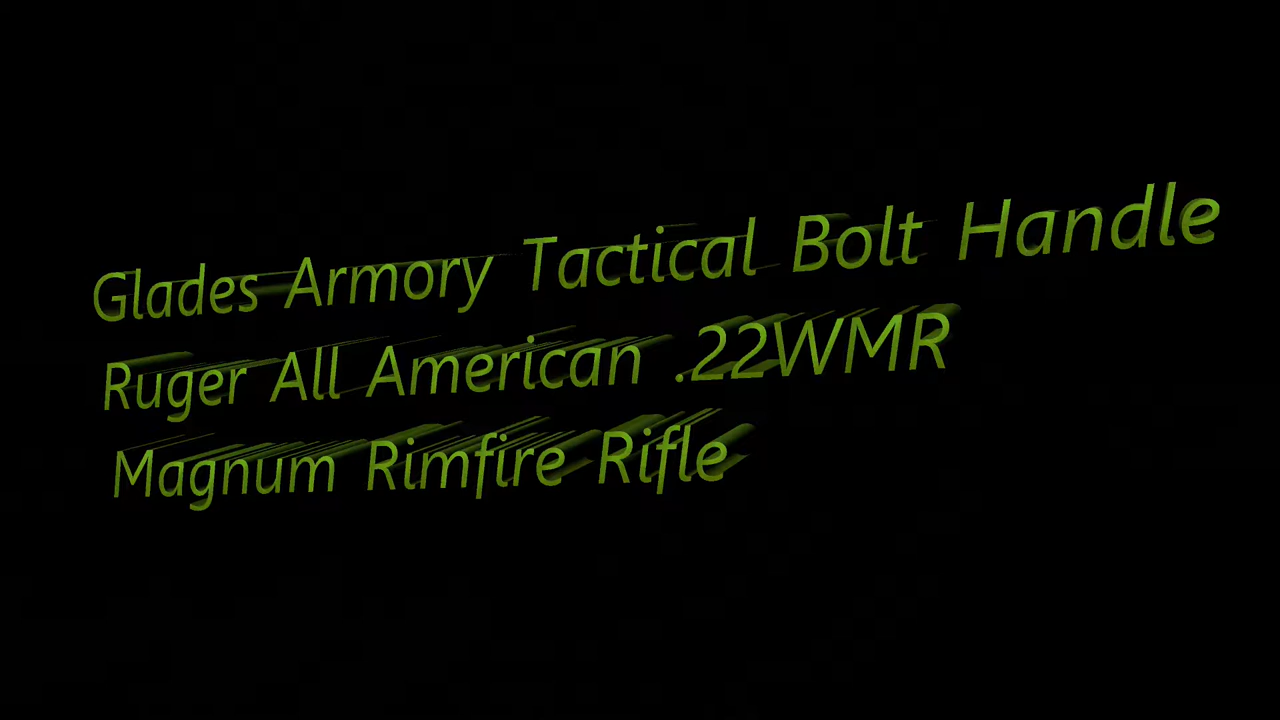 Glades Armory Tactical Bolt Handle
Ruger All American .22WMR
Magnum Rimfire Rifle